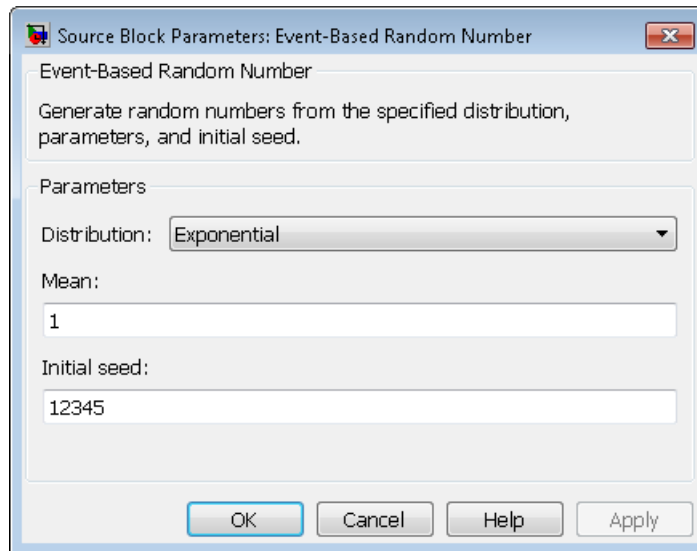 Source Block Parameters: Event-Based Random Number
Event-Based Random Number
Generate random numbers from the specified distribution,
parameters, and initial seed.
Parameters
Distribution: Exponential
Mean:
1
Initial seed:
12345
OK Cancel Help Apply